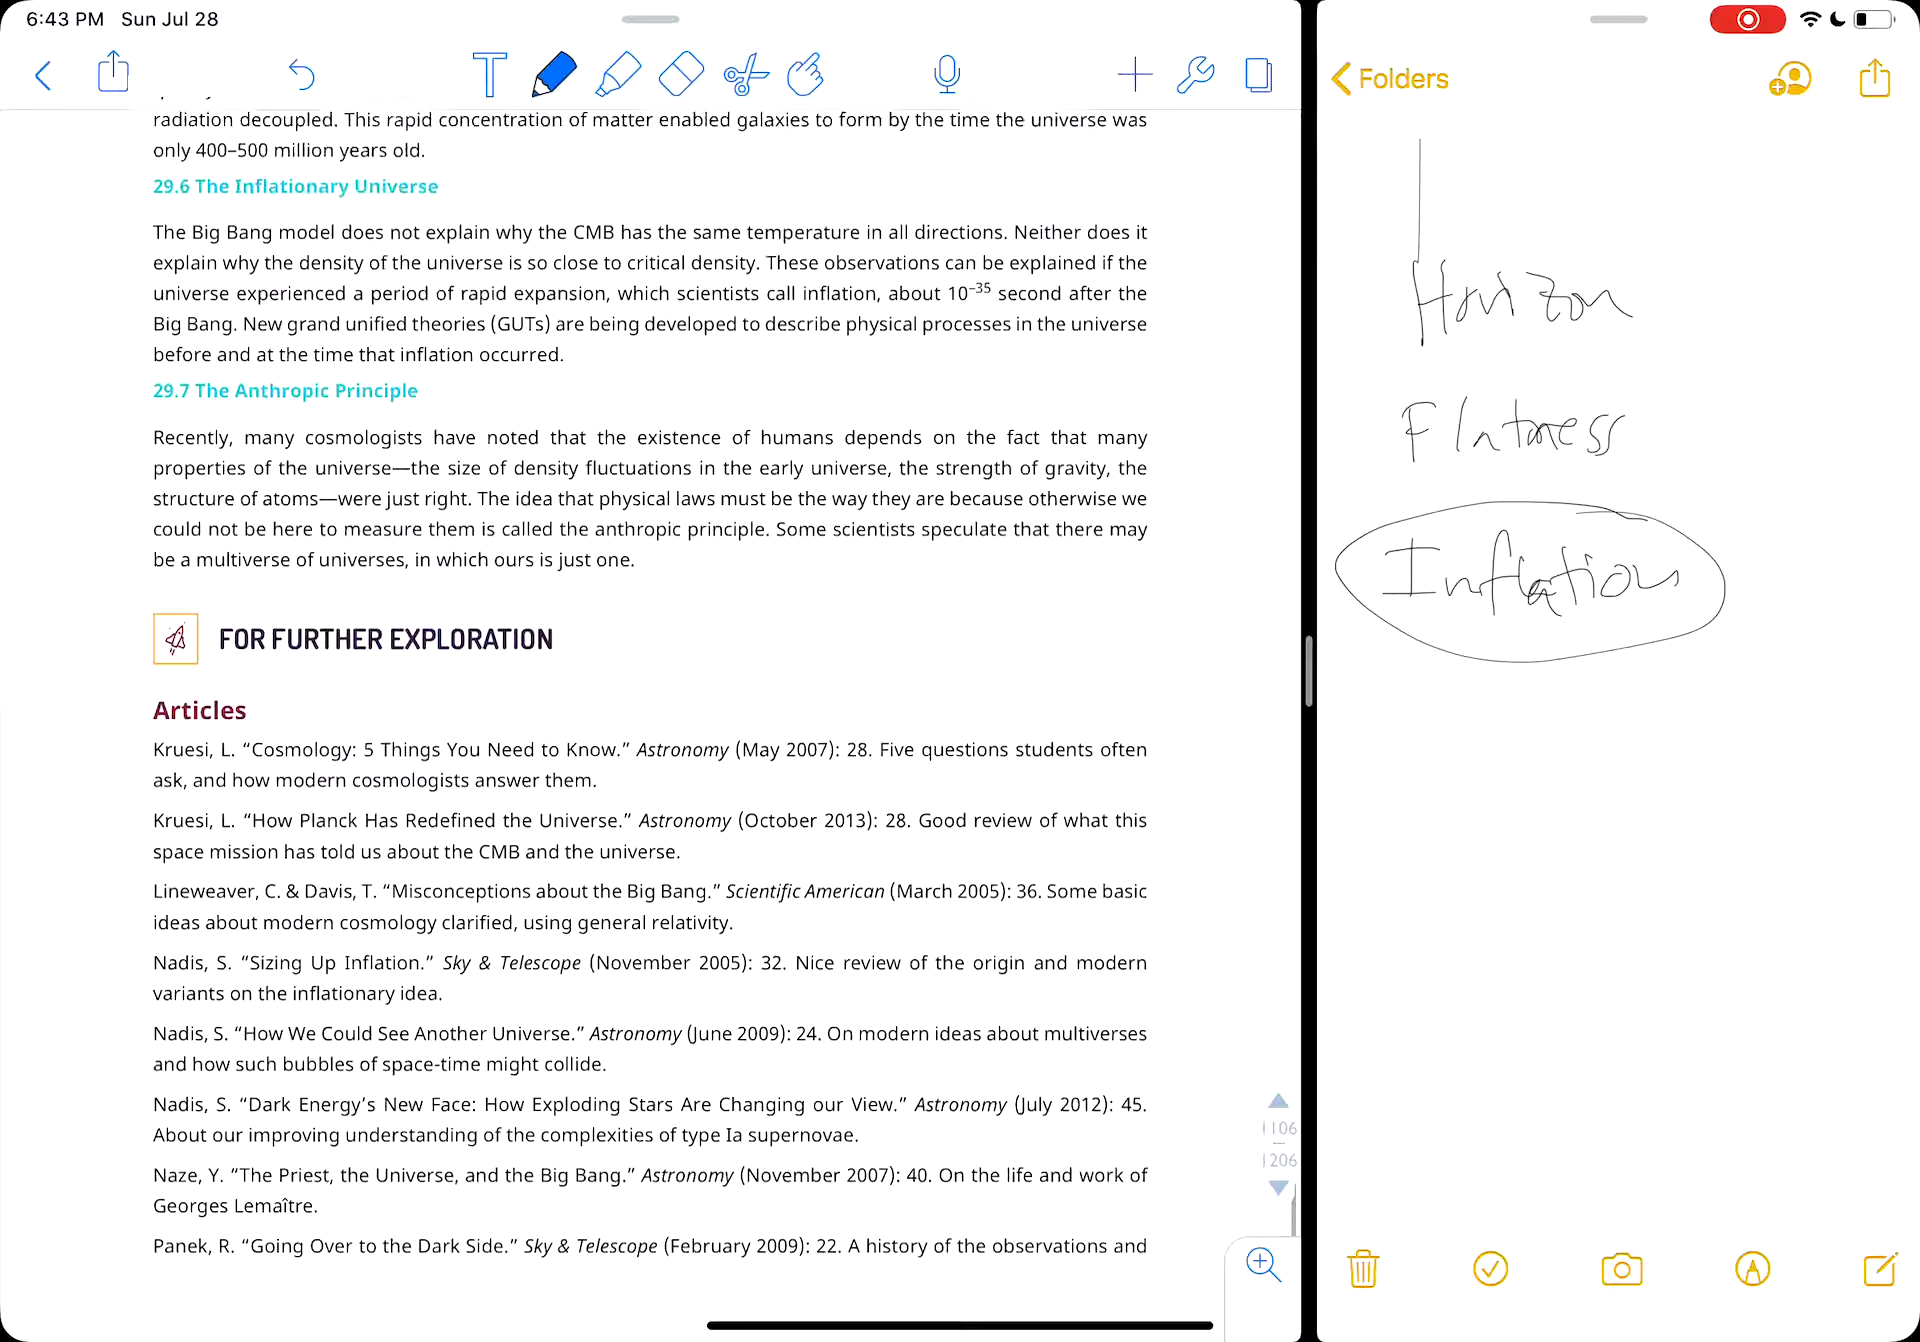 6:43 PM Sun Jul 28
Folders
radiation decoupled. This rapid concentration of matter enabled galaxies to form by the time the universe was
only 400–500 million years old.
29.6 The Inflationary Universe
The Big Bang model does not explain why the CMB has the same temperature in all directions. Neither does it
explain why the density of the universe is so close to critical density. These observations can be explained if the
universe experienced a period of rapid expansion, which scientists call inflation, about 10⁻³⁵ second after the
Big Bang. New grand unified theories (GUTs) are being developed to describe physical processes in the universe
before and at the time that inflation occurred.
29.7 The Anthropic Principle
Recently, many cosmologists have noted that the existence of humans depends on the fact that many
properties of the universe—the size of density fluctuations in the early universe, the strength of gravity, the
structure of atoms—were just right. The idea that physical laws must be the way they are because otherwise we
could not be here to measure them is called the anthropic principle. Some scientists speculate that there may
be a multiverse of universes, in which ours is just one.
FOR FURTHER EXPLORATION
Articles
Kruesi, L. “Cosmology: 5 Things You Need to Know.” Astronomy (May 2007): 28. Five questions students often
ask, and how modern cosmologists answer them.
Kruesi, L. “How Planck Has Redefined the Universe.” Astronomy (October 2013): 28. Good review of what this
space mission has told us about the CMB and the universe.
Lineweaver, C. & Davis, T. “Misconceptions about the Big Bang.” Scientific American (March 2005): 36. Some basic
ideas about modern cosmology clarified, using general relativity.
Nadis, S. “Sizing Up Inflation.” Sky & Telescope (November 2005): 32. Nice review of the origin and modern
variants on the inflationary idea.
Nadis, S. “How We Could See Another Universe.” Astronomy (June 2009): 24. On modern ideas about multiverses
and how such bubbles of space-time might collide.
Nadis, S. “Dark Energy’s New Face: How Exploding Stars Are Changing our View.” Astronomy (July 2012): 45.
About our improving understanding of the complexities of type Ia supernovae.
Naze, Y. “The Priest, the Universe, and the Big Bang.” Astronomy (November 2007): 40. On the life and work of
Georges Lemaître.
Panek, R. “Going Over to the Dark Side.” Sky & Telescope (February 2009): 22. A history of the observations and
Horizon
Flatness
Inflation